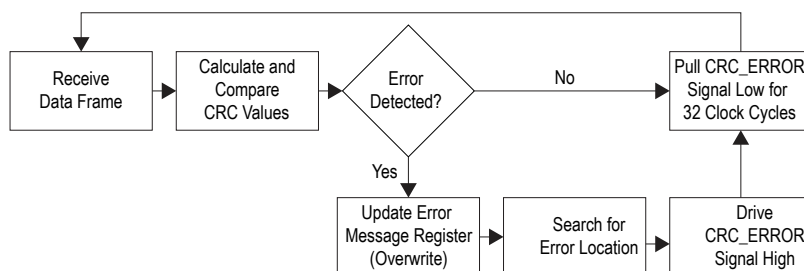 Receive
Data Frame
Calculate and
Compare
CRC Values
Error
Detected?
No
Pull CRC_ERROR
Signal Low for
32 Clock Cycles
Yes
Update Error
Message Register
(Overwrite)
Search for
Error Location
Drive
CRC_ERROR
Signal High